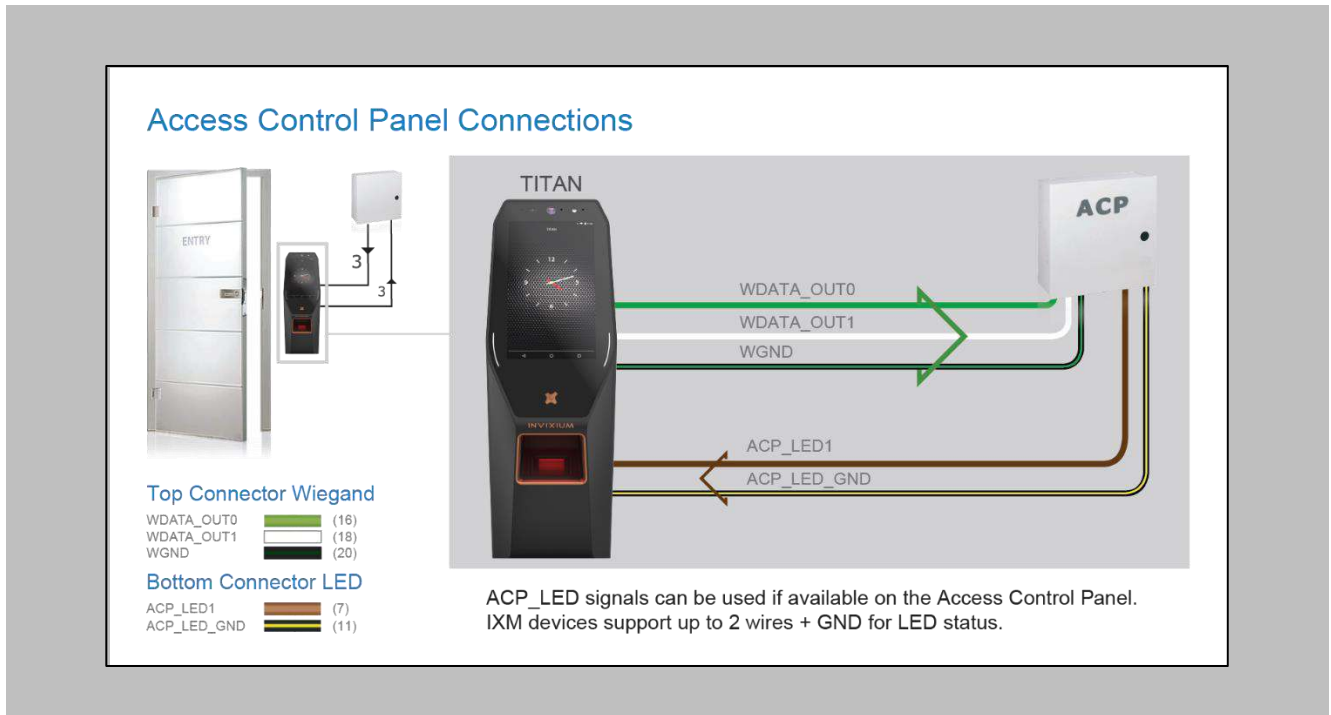 Access Control Panel Connections
ENTRY
3
3
TITAN
TITAN
12
INVIXIUM
ACP
WDATA_OUT0
WDATA_OUT1
WGND
ACP_LED1
ACP_LED_GND
Top Connector Wiegand
WDATA_OUT0 (16)
WDATA_OUT1 (18)
WGND (20)
Bottom Connector LED
ACP_LED1 (7)
ACP_LED_GND (11)
ACP_LED signals can be used if available on the Access Control Panel.
IXM devices support up to 2 wires + GND for LED status.